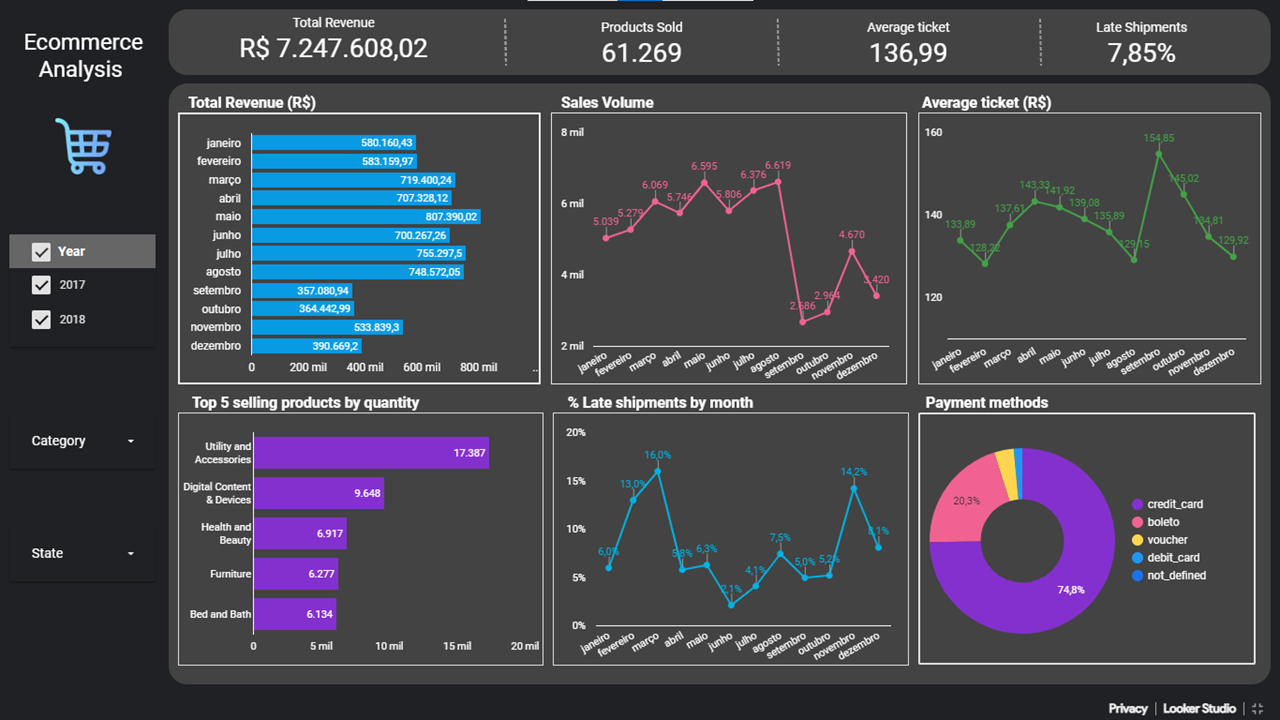 Ecommerce
Analysis
Total Revenue
R$ 7.247.608,02
Products Sold
61.269
Average ticket
136,99
Late Shipments
7,85%
Year
2017
2018
Category
State
Total Revenue (R$)
janeiro 580.160,43
fevereiro 583.159,97
março 719.400,24
abril 707.328,12
maio 807.390,02
junho 700.267,26
julho 755.297,5
agosto 748.572,05
setembro 357.080,94
outubro 364.442,99
novembro 533.839,3
dezembro 390.669,2
0 200 mil 400 mil 600 mil 800 mil ..
Sales Volume
8 mil
6 mil
4 mil
2 mil
5.039 5.279 6.069 5.746 6.595 5.806 6.376 6.619 2.686 2.964 4.670 3.420
janeiro fevereiro março abril maio junho julho agosto setembro outubro novembro dezembro
Average ticket (R$)
160
140
120
133,89 128,22 137,61 143,33 141,92 139,08 135,89 129,15 154,85 145,02 134,81 129,92
janeiro fevereiro março abril maio junho julho agosto setembro outubro novembro dezembro
Top 5 selling products by quantity
Utility and
Accessories 17.387
Digital Content
& Devices 9.648
Health and
Beauty 6.917
Furniture 6.277
Bed and Bath 6.134
0 5 mil 10 mil 15 mil 20 mil
% Late shipments by month
20%
15%
10%
5%
0%
6,0% 13,0% 16,0% 5,8% 6,3% 2,1% 4,1% 7,5% 5,0% 5,2% 14,2% 8,1%
janeiro fevereiro março abril maio junho julho agosto setembro outubro novembro dezembro
Payment methods
20,3%
74,8%
credit_card
boleto
voucher
debit_card
not_defined
Privacy Looker Studio